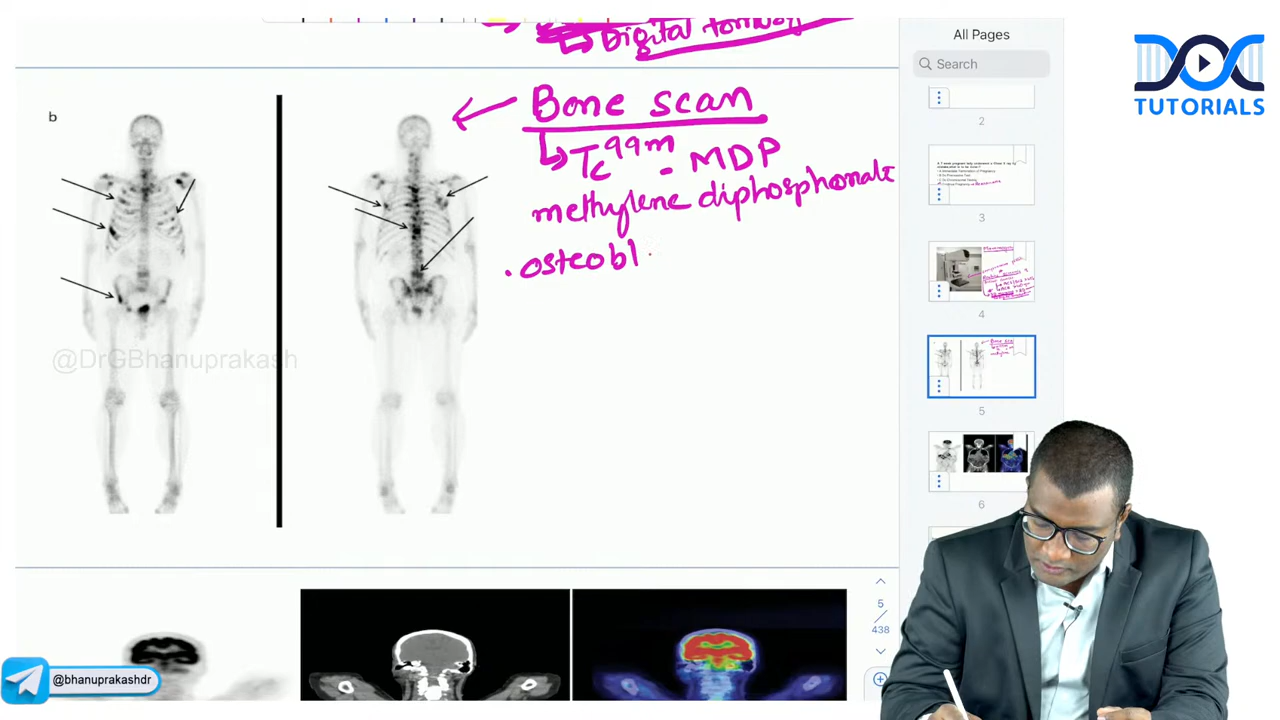 Digital tomosy
b
Bone scan
Tc99m - MDP
methylene diphosphonate
. osteobl
@DrGBhanuprakash
All Pages
Search
2
3
4
5
6
5
438
DOC
TUTORIALS
@bhanuprakashdr